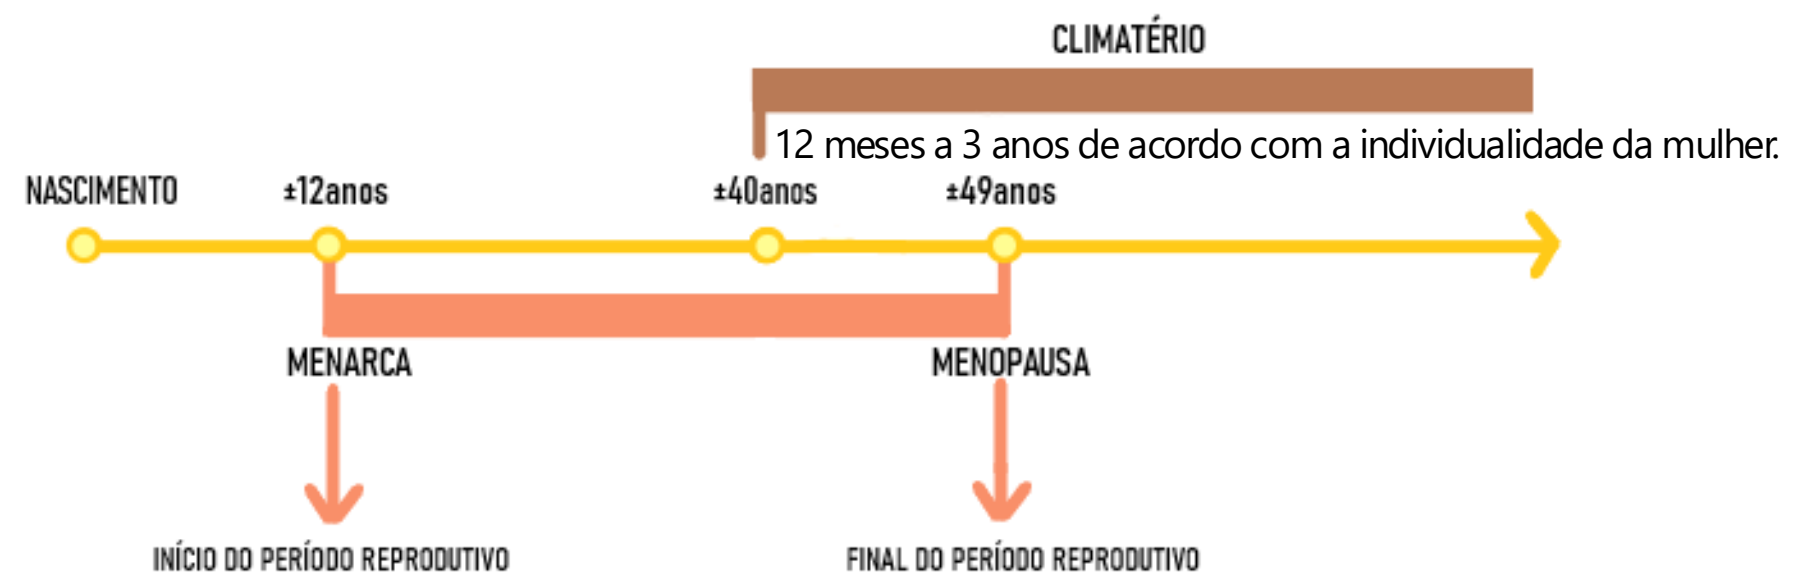 CLIMATÉRIO
12 meses a 3 anos de acordo com a individualidade da mulher.
NASCIMENTO
±12anos
±40anos
±49anos
MENARCA
MENOPAUSA
INÍCIO DO PERÍODO REPRODUTIVO
FINAL DO PERÍODO REPRODUTIVO